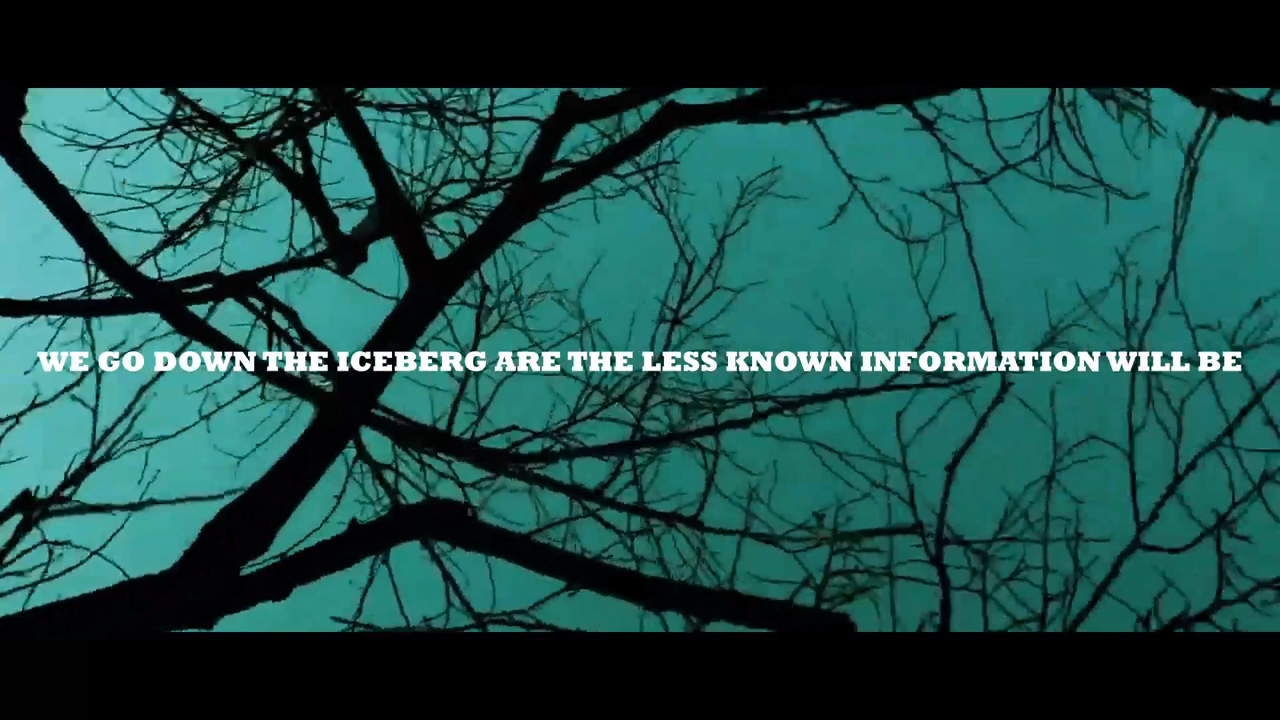 WE GO DOWN THE ICEBERG ARE THE LESS KNOWN INFORMATION WILL BE